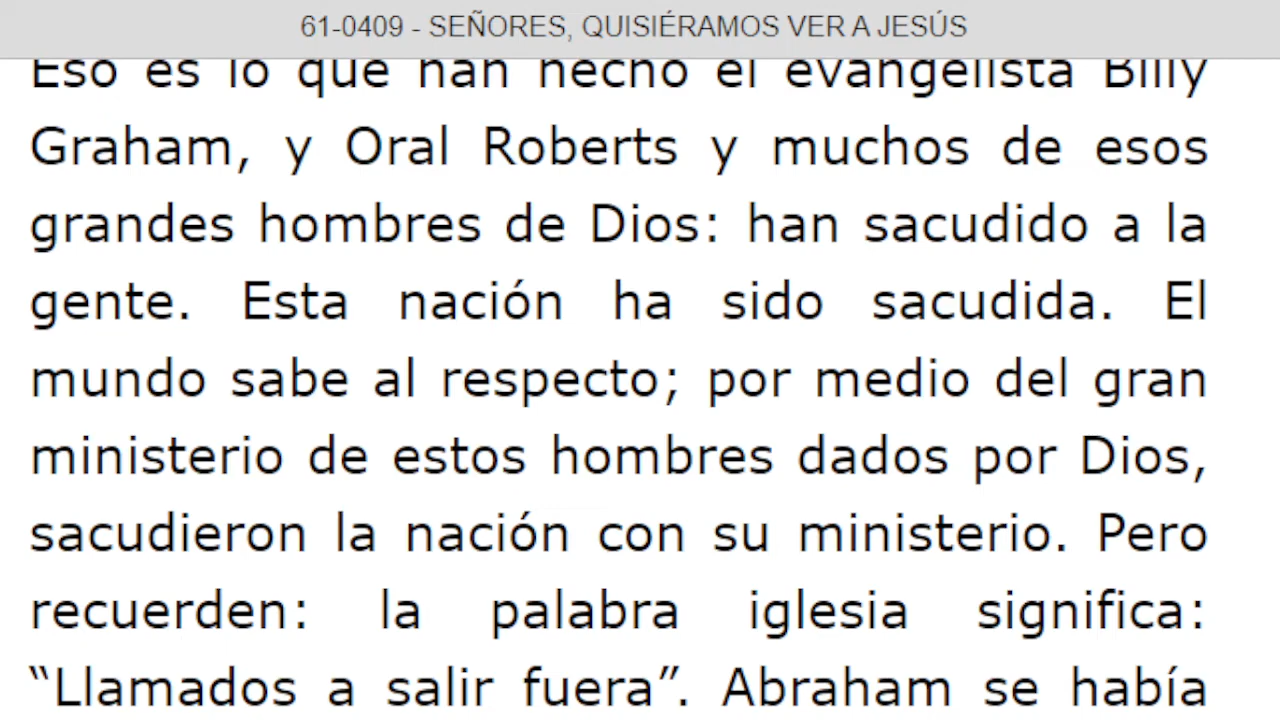 61-0409 - SEÑORES, QUISIÉRAMOS VER A JESÚS
Eso es lo que han hecho el evangelista Billy
Graham, y Oral Roberts y muchos de esos
grandes hombres de Dios: han sacudido a la
gente. Esta nación ha sido sacudida. El
mundo sabe al respecto; por medio del gran
ministerio de estos hombres dados por Dios,
sacudieron la nación con su ministerio. Pero
recuerden: la palabra iglesia significa:
“Llamados a salir fuera”. Abraham se había